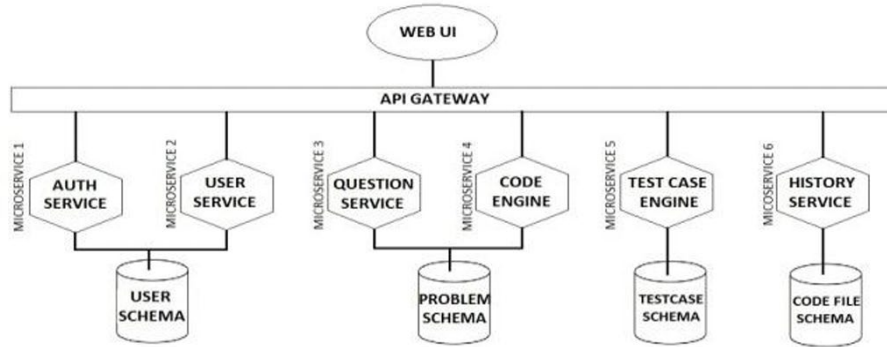 WEB UI
API GATEWAY
MICROSERVICE 1
AUTH
SERVICE
MICROSERVICE 2
USER
SERVICE
MICROSERVICE 3
QUESTION
SERVICE
MICROSERVICE 4
CODE
ENGINE
MICROSERVICE 5
TEST CASE
ENGINE
MICOSERVICE 6
HISTORY
SERVICE
USER
SCHEMA
PROBLEM
SCHEMA
TESTCASE
SCHEMA
CODE FILE
SCHEMA